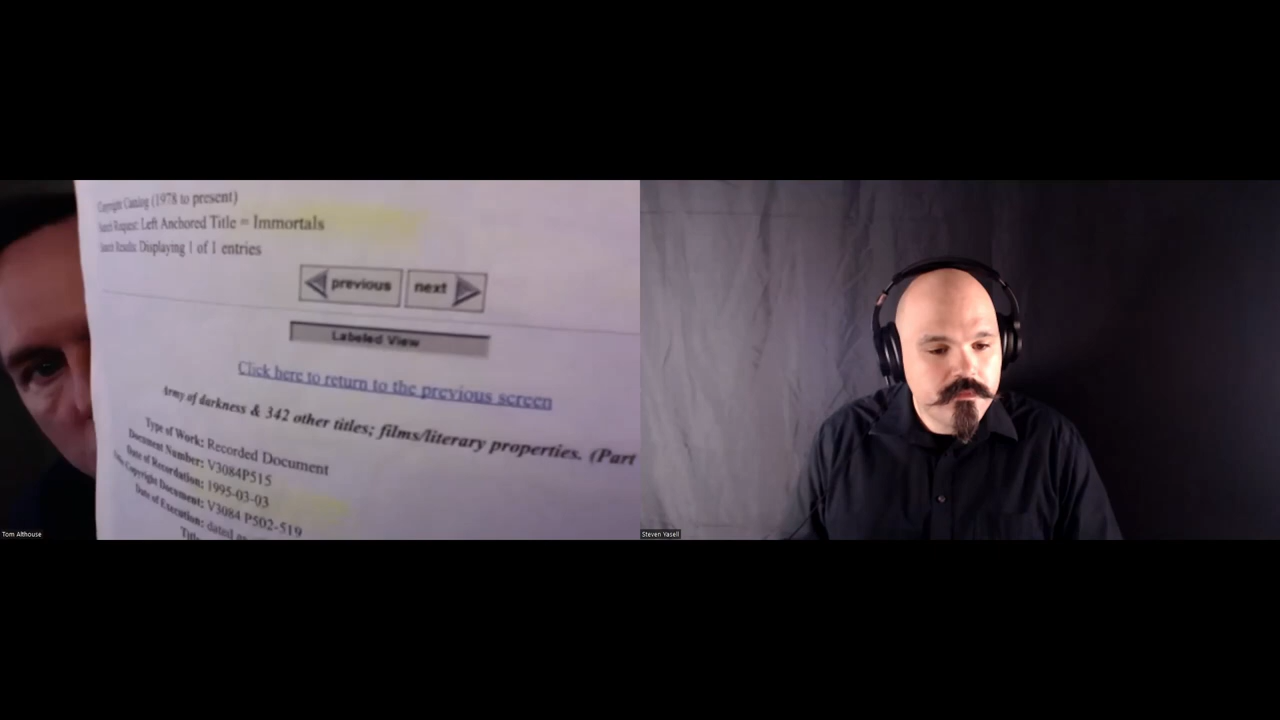 Copyright Catalog (1978 to present)
Search Request: Left Anchored Title = Immortals
Search Results: Displaying 1 of 1 entries
previous next
Labeled View
Click here to return to the previous screen
Army of darkness & 342 other titles; films/literary properties. (Part
Type of Work: Recorded Document
Document Number: V3084P515
Date of Recordation: 1995-03-03
Copyright Document: V3084 P502-519
Date of Execution: dated as
Tom Althouse
Steven Yasell